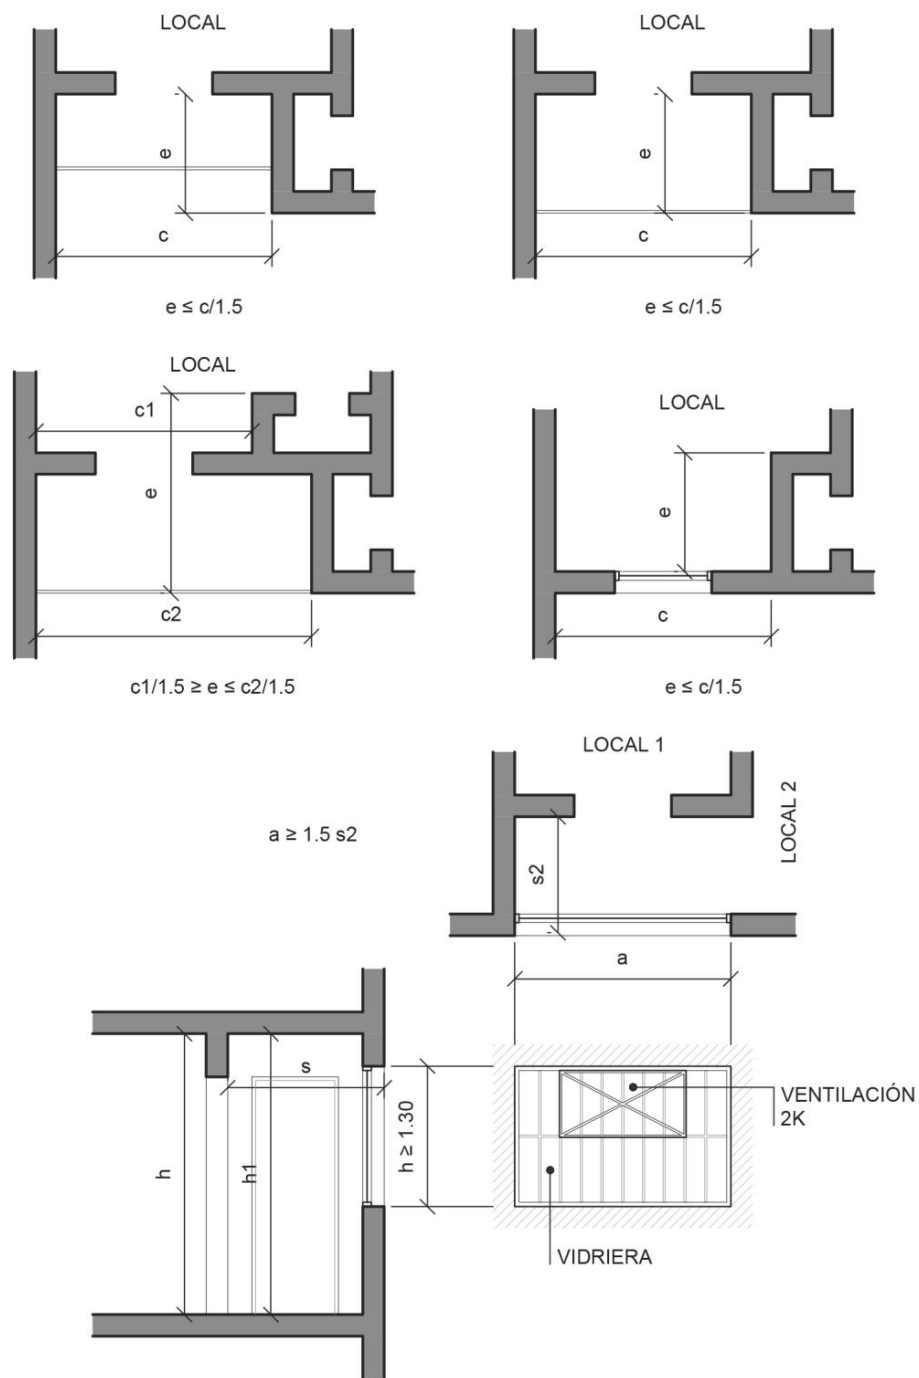 LOCAL
e
c
e ≤ c/1.5
LOCAL
e
c
e ≤ c/1.5
LOCAL
c1
e
c2
c1/1.5 ≥ e ≤ c2/1.5
LOCAL
e
c
e ≤ c/1.5
a ≥ 1.5 s2
LOCAL 1
LOCAL 2
s2
a
s
h
h1
h ≥ 1.30
VENTILACIÓN
2K
VIDRIERA